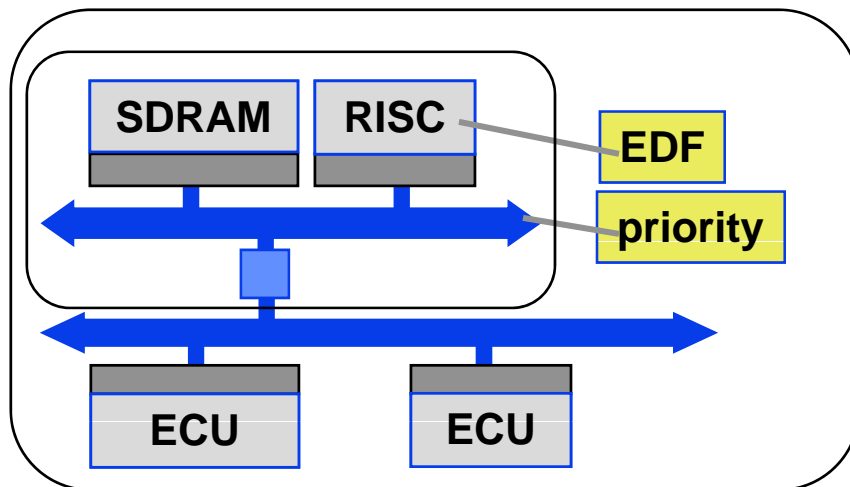 SDRAM
RISC
EDF
priority
ECU
ECU